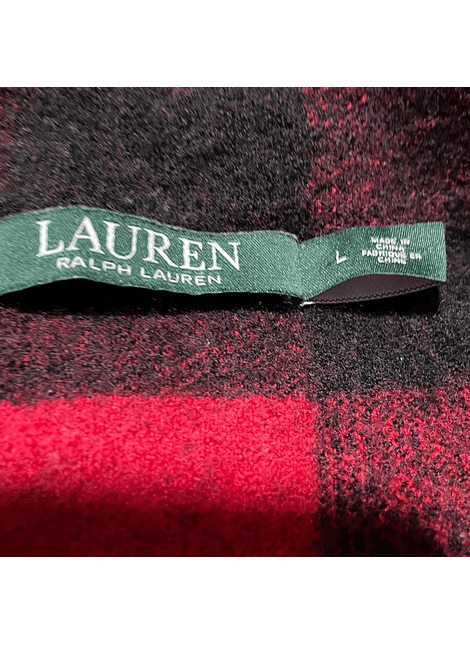 LAUREN
RALPH LAUREN
L
MADE IN
CHINA
FABRIQUÉ EN
CHINE